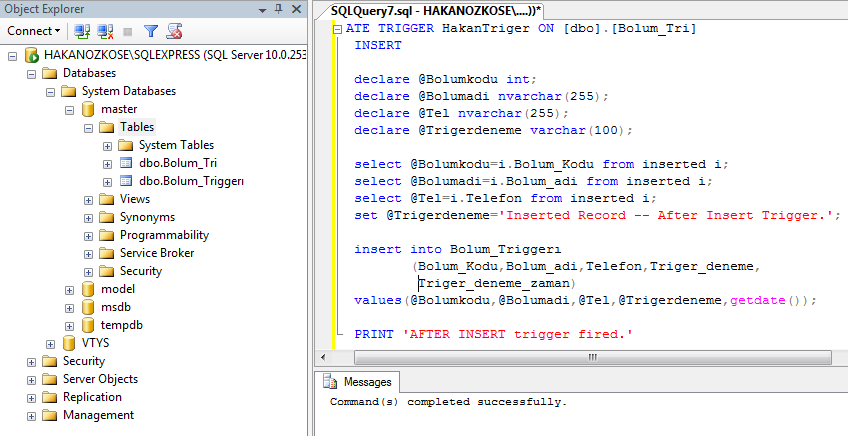 Object Explorer
Connect
HAKANOZKOSE\SQLEXPRESS (SQL Server 10.0.253
Databases
System Databases
master
Tables
System Tables
dbo.Bolum_Tri
dbo.Bolum_Triggerı
Views
Synonyms
Programmability
Service Broker
Security
model
msdb
tempdb
VTYS
Security
Server Objects
Replication
Management
SQLQuery7.sql - HAKANOZKOSE\....))*
ATE TRIGGER HakanTriger ON [dbo].[Bolum_Tri]
INSERT
declare @Bolumkodu int;
declare @Bolumadi nvarchar(255);
declare @Tel nvarchar(255);
declare @Trigerdeneme varchar(100);
select @Bolumkodu=i.Bolum_Kodu from inserted i;
select @Bolumadi=i.Bolum_adi from inserted i;
select @Tel=i.Telefon from inserted i;
set @Trigerdeneme='Inserted Record -- After Insert Trigger.';
insert into Bolum_Triggerı
(Bolum_Kodu,Bolum_adi,Telefon,Triger_deneme,
Triger_deneme_zaman)
values(@Bolumkodu,@Bolumadi,@Tel,@Trigerdeneme,getdate());
PRINT 'AFTER INSERT trigger fired.'
Messages
Command(s) completed successfully.